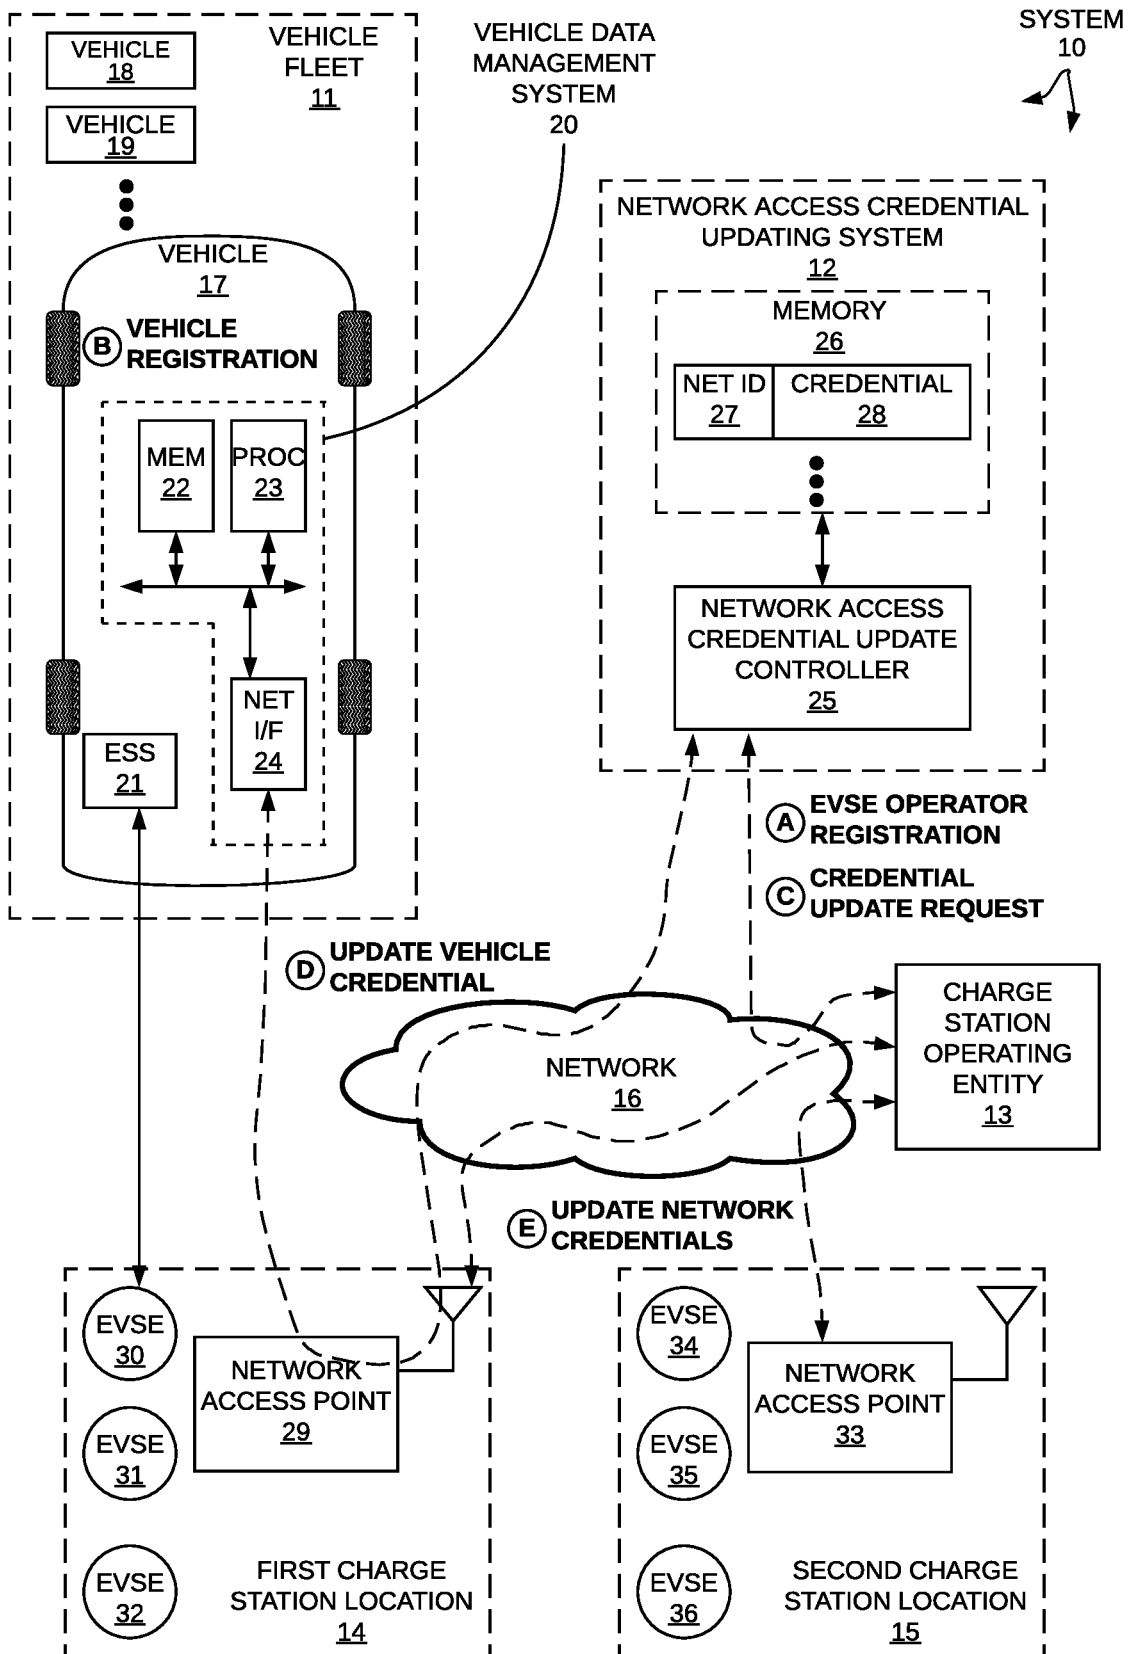 SYSTEM
10
VEHICLE
18
VEHICLE
19
VEHICLE
FLEET
11
VEHICLE DATA
MANAGEMENT
SYSTEM
20
VEHICLE
17
B
VEHICLE
REGISTRATION
MEM
22
PROC
23
NET
I/F
24
ESS
21
NETWORK ACCESS CREDENTIAL
UPDATING SYSTEM
12
MEMORY
26
NET ID
27
CREDENTIAL
28
NETWORK ACCESS
CREDENTIAL UPDATE
CONTROLLER
25
A
EVSE OPERATOR
REGISTRATION
C
CREDENTIAL
UPDATE REQUEST
D
UPDATE VEHICLE
CREDENTIAL
NETWORK
16
CHARGE
STATION
OPERATING
ENTITY
13
E
UPDATE NETWORK
CREDENTIALS
EVSE
30
EVSE
31
EVSE
32
NETWORK
ACCESS POINT
29
FIRST CHARGE
STATION LOCATION
14
EVSE
34
EVSE
35
EVSE
36
NETWORK
ACCESS POINT
33
SECOND CHARGE
STATION LOCATION
15